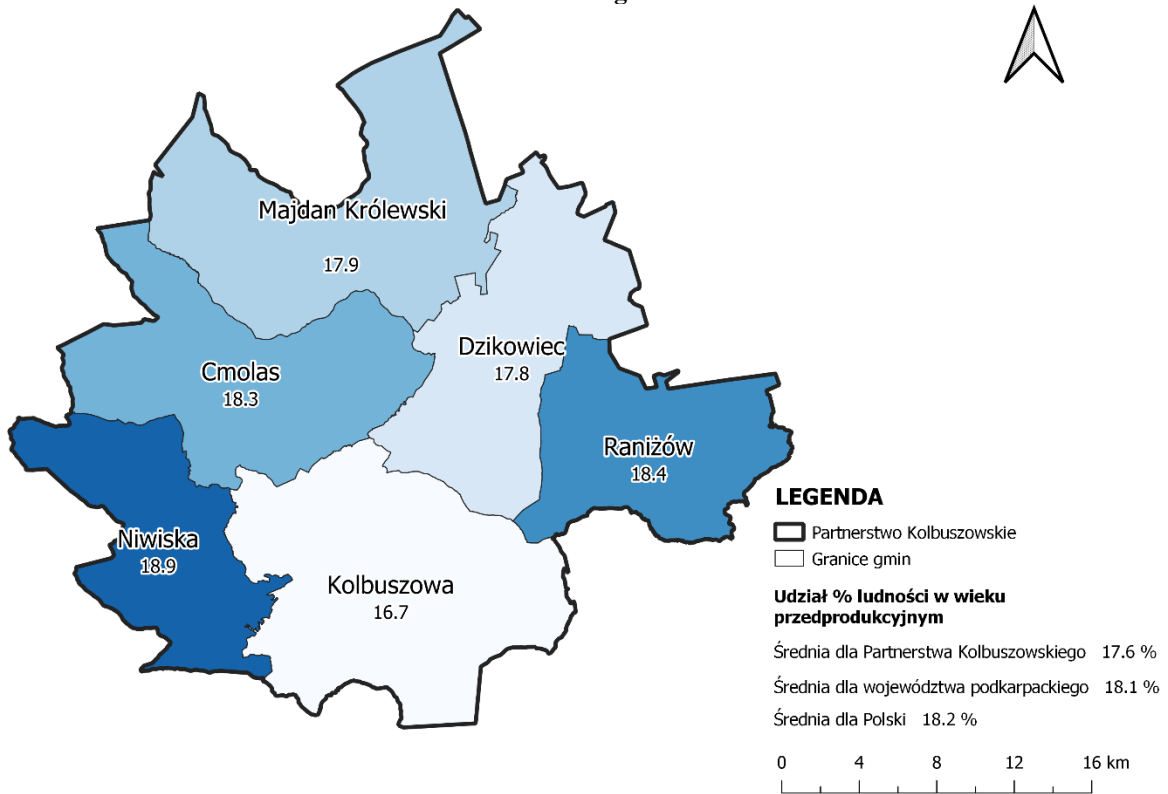 Majdan Królewski
17.9
Dzikowiec
17.8
Cmolas
18.3
Raniżów
18.4
Niwiska
18.9
Kolbuszowa
16.7
LEGENDA
Partnerstwo Kolbuszowskie
Granice gmin
Udział % ludności w wieku
przedprodukcyjnym
Średnia dla Partnerstwa Kolbuszowskiego 17.6 %
Średnia dla województwa podkarpackiego 18.1 %
Średnia dla Polski 18.2 %
0 4 8 12 16 km